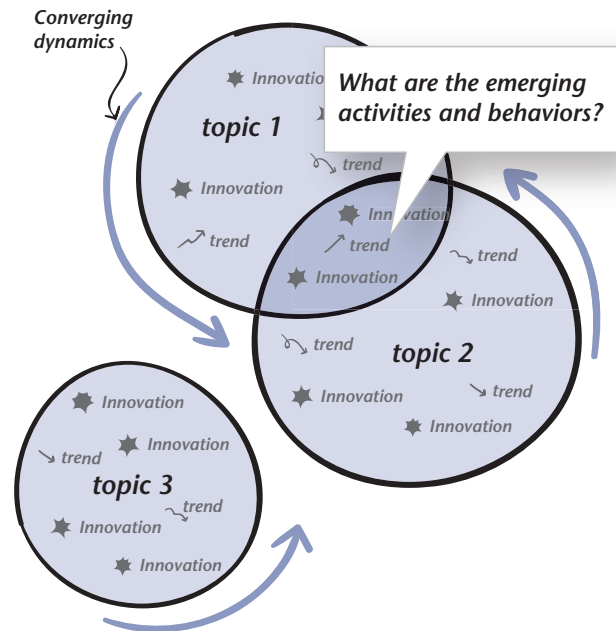 Converging
dynamics
Innovatio
What are the emerging
activities and behaviors?
topic 1
trend
Innovation
Innovation
trend
trend
trend
Innovation
Innovation
trend
topic 2
trend
Innovation
Innovation
Innovation
Innovation
trend
topic 3
trend
Innovation
Innovation